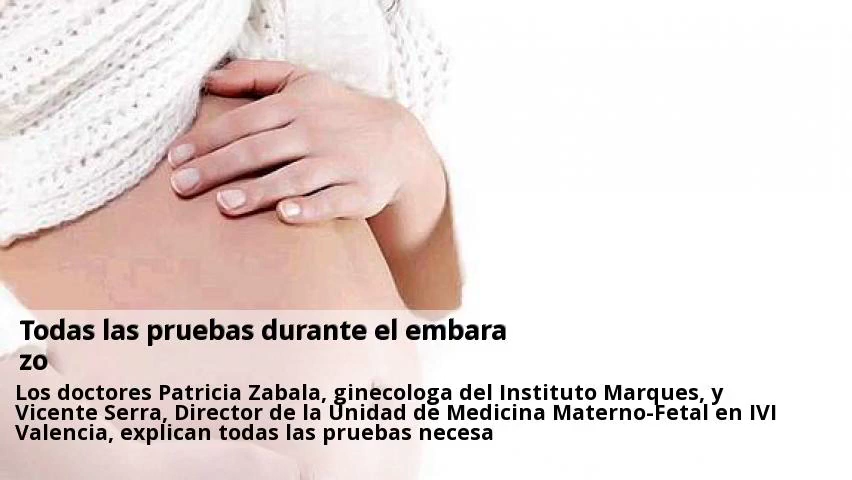 Todas las pruebas durante el embara
zo
Los doctores Patricia Zabala, ginecologa del Instituto Marques, y
Vicente Serra, Director de la Unidad de Medicina Materno-Fetal en IVI
Valencia, explican todas las pruebas necesa